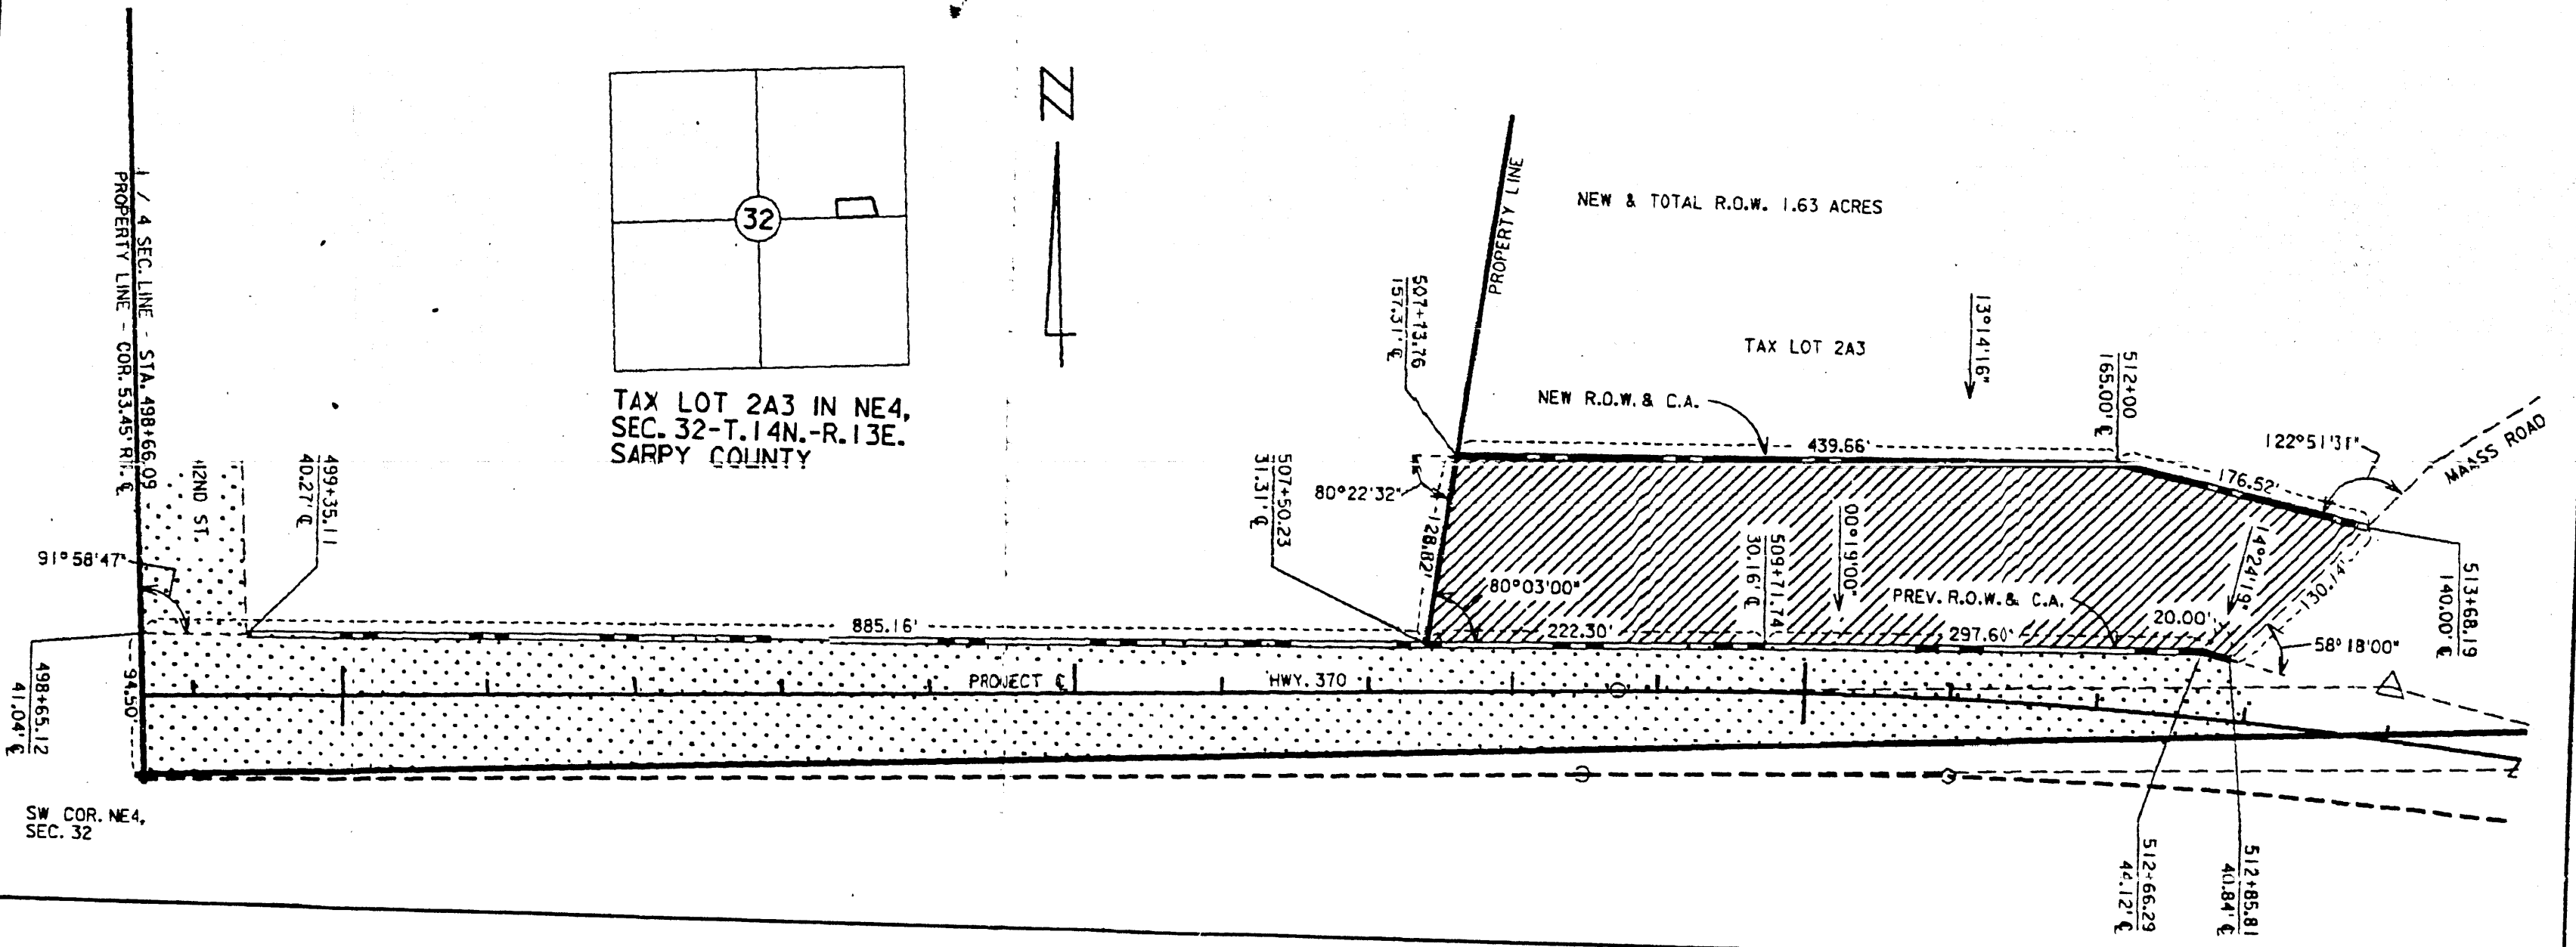 1 / 4 SEC. LINE - STA. 498+66.09
PROPERTY LINE - COR. 53.45' RT. ℄
32
TAX LOT 2A3 IN NE4,
SEC. 32-T.14N.-R.13E.
SARPY COUNTY
N
PROPERTY LINE
NEW & TOTAL R.O.W. 1.63 ACRES
TAX LOT 2A3
NEW R.O.W. & C.A.
13°14'16"
512+00
165.00' ℄
507+13.76
157.31' ℄
439.66'
122°51'31"
176.52'
MAASS ROAD
499+35.11
40.27' ℄
42ND ST.
507+50.23
31.31' ℄
80°22'32"
128.82'
80°03'00"
509+71.74
30.16' ℄
00°19'00"
PREV. R.O.W. & C.A.
14°24'19"
130.14'
20.00'
58°18'00"
513+68.19
140.00' ℄
91°58'47"
885.16'
222.30'
297.60'
498+65.12
41.04' ℄
94.50'
PROJECT ℄
HWY. 370
SW COR. NE4,
SEC. 32
512+66.29
512+85.81
40.84' ℄